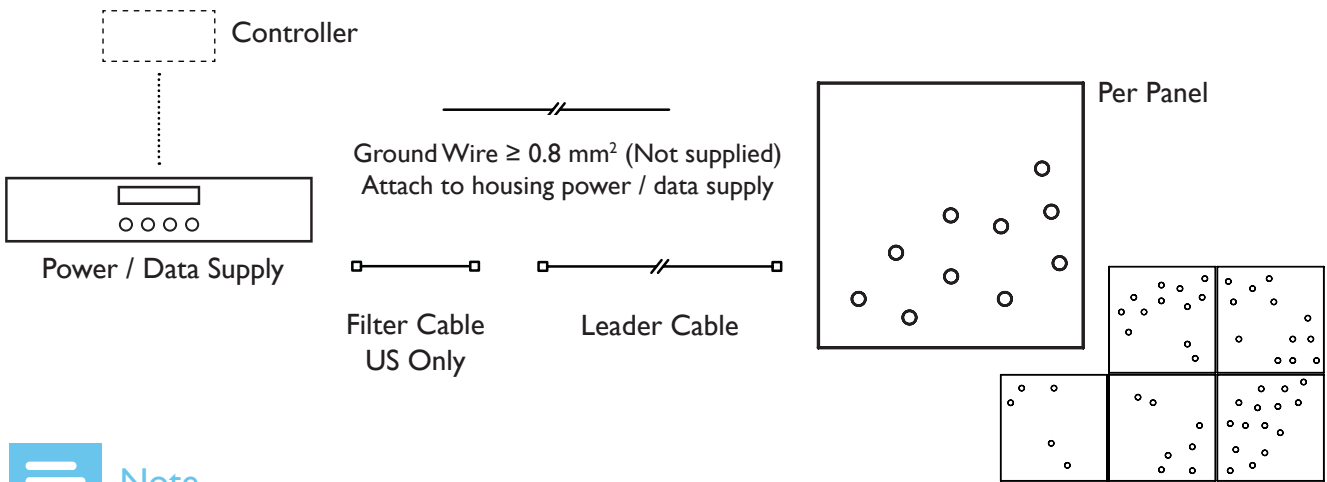 Controller
Per Panel
Ground Wire ≥ 0.8 mm² (Not supplied)
Attach to housing power / data supply
Power / Data Supply
Filter Cable
US Only
Leader Cable
Note